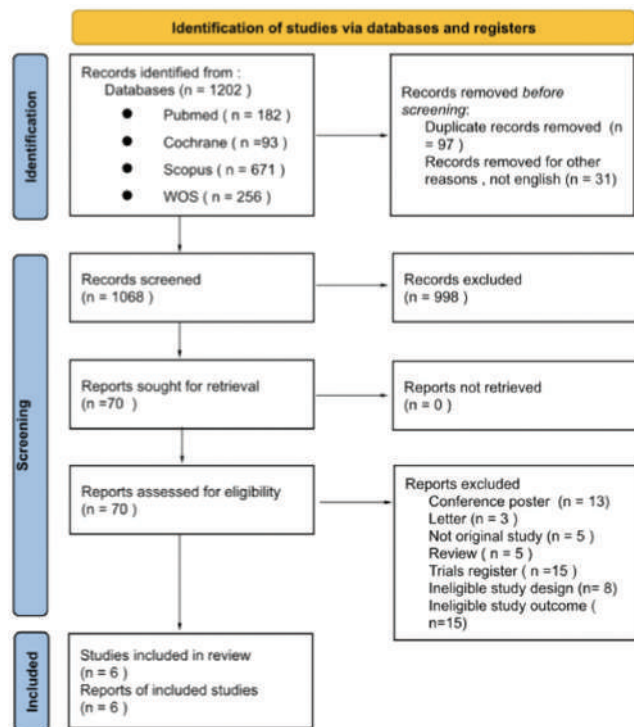 Identification of studies via databases and registers
Identification
Records identified from :
Databases (n = 1202)
● Pubmed ( n = 182 )
● Cochrane ( n =93 )
● Scopus ( n = 671 )
● WOS ( n = 256 )
Records removed before
screening:
Duplicate records removed (n
= 97 )
Records removed for other
reasons , not english (n = 31)
Screening
Records screened
(n = 1068 )
Records excluded
(n = 998 )
Reports sought for retrieval
(n =70 )
Reports not retrieved
(n = 0 )
Reports assessed for eligibility
(n = 70 )
Reports excluded
Conference poster (n = 13)
Letter (n = 3 )
Not original study (n = 5 )
Review ( n = 5 )
Trials register ( n =15 )
Ineligible study design (n= 8)
Ineligible study outcome (
n=15)
Included
Studies included in review
(n = 6 )
Reports of included studies
(n = 6 )